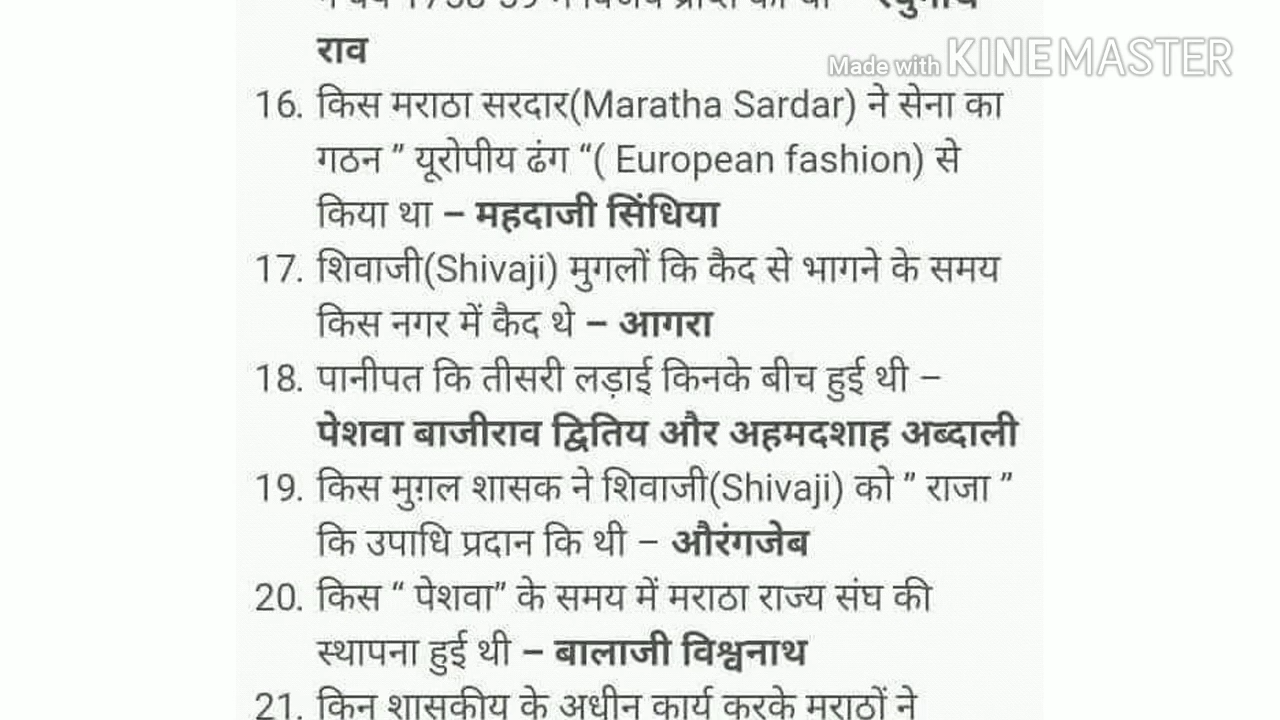 राव
Made with KINEMASTER
16. किस मराठा सरदार(Maratha Sardar) ने सेना का
गठन ” यूरोपीय ढंग “( European fashion) से
किया था – महदाजी सिंधिया
17. शिवाजी(Shivaji) मुगलों कि कैद से भागने के समय
किस नगर में कैद थे – आगरा
18. पानीपत कि तीसरी लड़ाई किनके बीच हुई थी –
पेशवा बाजीराव द्वितिय और अहमदशाह अब्दाली
19. किस मुग़ल शासक ने शिवाजी(Shivaji) को ” राजा ”
कि उपाधि प्रदान कि थी – औरंगजेब
20. किस “ पेशवा” के समय में मराठा राज्य संघ की
स्थापना हुई थी – बालाजी विश्वनाथ
21. किन शासकीय के अधीन कार्य करके मराठों ने